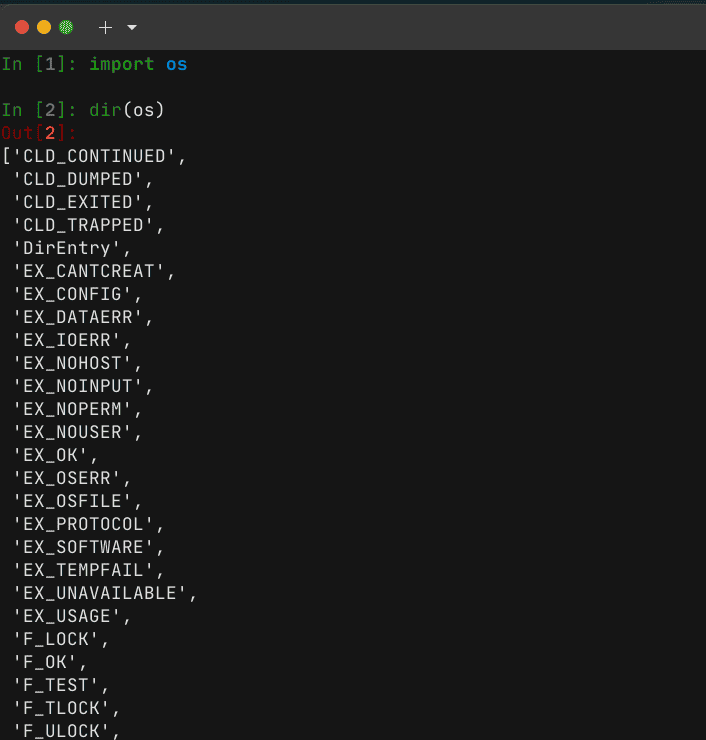 In [1]: import os
In [2]: dir(os)
Out[2]:
['CLD_CONTINUED',
'CLD_DUMPED',
'CLD_EXITED',
'CLD_TRAPPED',
'DirEntry',
'EX_CANTCREAT',
'EX_CONFIG',
'EX_DATAERR',
'EX_IOERR',
'EX_NOHOST',
'EX_NOINPUT',
'EX_NOPERM',
'EX_NOUSER',
'EX_OK',
'EX_OSERR',
'EX_OSFILE',
'EX_PROTOCOL',
'EX_SOFTWARE',
'EX_TEMPFAIL',
'EX_UNAVAILABLE',
'EX_USAGE',
'F_LOCK',
'F_OK',
'F_TEST',
'F_TLOCK',
'F_ULOCK',